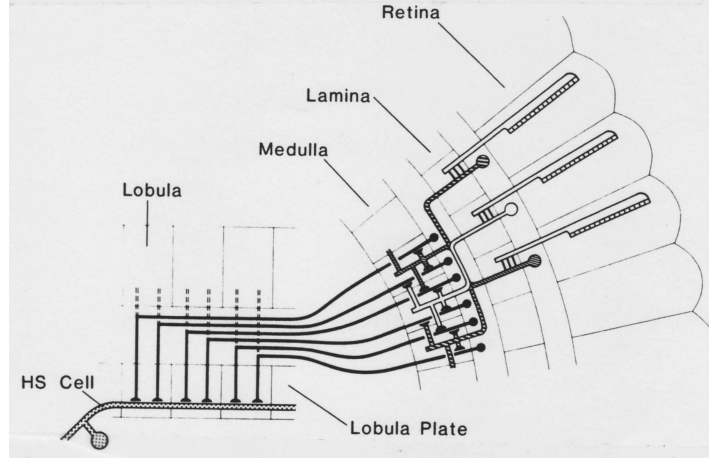 Retina
Lamina
Medulla
Lobula
HS Cell
Lobula Plate